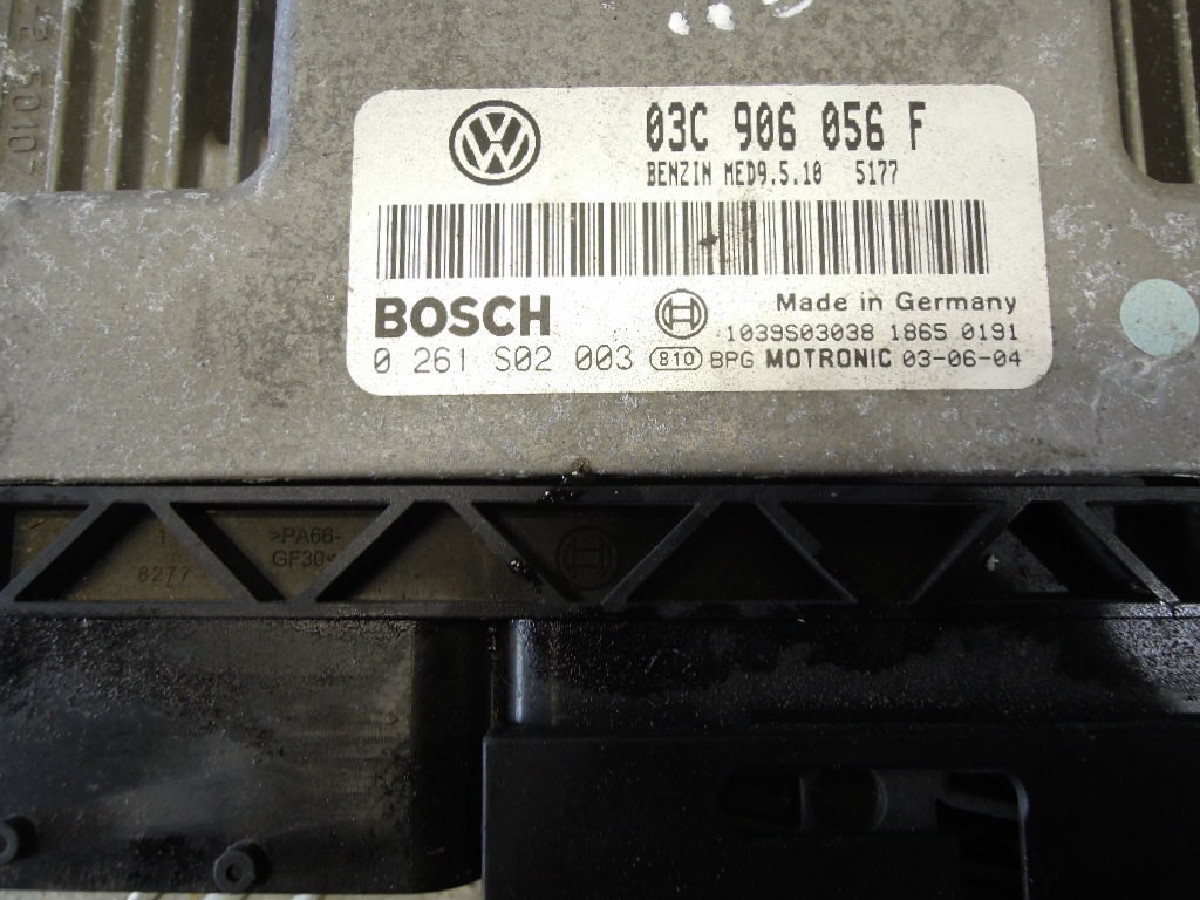 03C 906 056 F
BENZIN MED9.5.10 5177
BOSCH
Made in Germany
1039S03038 1865 0191
0 261 S02 003 810 BPG MOTRONIC 03-06-04
>PA66-
GF30<
1
8277